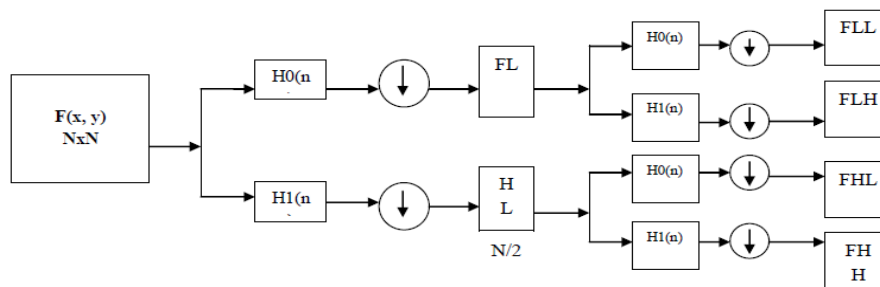 F(x, y)
NxN
H0(n
H1(n
FL
H
L
N/2
H0(n)
H1(n)
H0(n)
H1(n)
FLL
FLH
FHL
FH
H